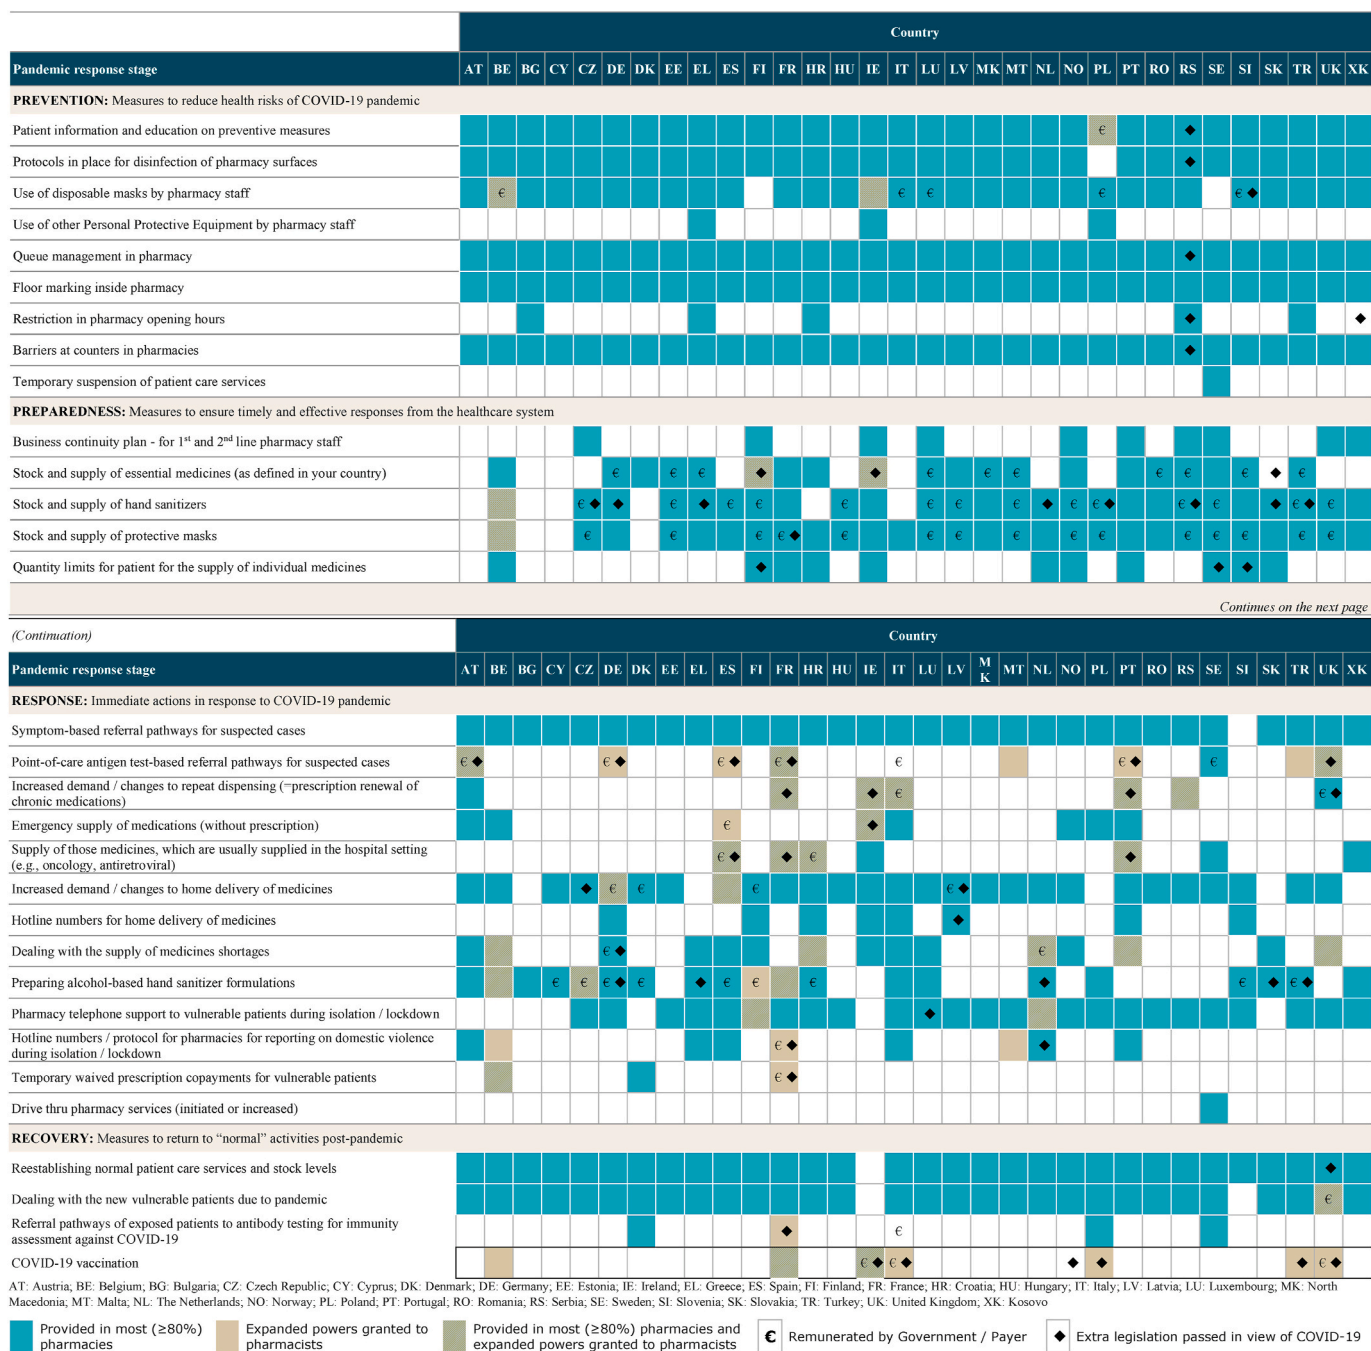 Country
Pandemic response stage AT BE BG CY CZ DE DK EE EL ES FI FR HR HU IE IT LU LV MK MT NL NO PL PT RO RS SE SI SK TR UK XK
PREVENTION: Measures to reduce health risks of COVID-19 pandemic
Patient information and education on preventive measures € ◆
Protocols in place for disinfection of pharmacy surfaces ◆
Use of disposable masks by pharmacy staff € € € € € ◆
Use of other Personal Protective Equipment by pharmacy staff
Queue management in pharmacy ◆
Floor marking inside pharmacy
Restriction in pharmacy opening hours ◆ ◆
Barriers at counters in pharmacies ◆
Temporary suspension of patient care services
PREPAREDNESS: Measures to ensure timely and effective responses from the healthcare system
Business continuity plan - for 1st and 2nd line pharmacy staff
Stock and supply of essential medicines (as defined in your country) € € € ◆ ◆ € € € € € € ◆ €
Stock and supply of hand sanitizers € ◆ ◆ € ◆ € € € € € € ◆ € € ◆ € ◆ € ◆ € ◆ €
Stock and supply of protective masks € € € € ◆ € € € € € € € € € € €
Quantity limits for patient for the supply of individual medicines ◆ ◆ ◆
Continues on the next page
(Continuation) Country
Pandemic response stage AT BE BG CY CZ DE DK EE EL ES FI FR HR HU IE IT LU LV M K MT NL NO PL PT RO RS SE SI SK TR UK XK
RESPONSE: Immediate actions in response to COVID-19 pandemic
Symptom-based referral pathways for suspected cases
Point-of-care antigen test-based referral pathways for suspected cases € ◆ € ◆ € ◆ € ◆ € € ◆ € ◆
Increased demand / changes to repeat dispensing (=prescription renewal of
chronic medications) ◆ ◆ € ◆ € ◆
Emergency supply of medications (without prescription) € ◆
Supply of those medicines, which are usually supplied in the hospital setting
(e.g., oncology, antiretroviral) € ◆ ◆ € ◆
Increased demand / changes to home delivery of medicines ◆ € € € € ◆
Hotline numbers for home delivery of medicines ◆
Dealing with the supply of medicines shortages € ◆ €
Preparing alcohol-based hand sanitizer formulations € € € ◆ € ◆ € € € ◆ € ◆ € ◆
Pharmacy telephone support to vulnerable patients during isolation / lockdown ◆
Hotline numbers / protocol for pharmacies for reporting on domestic violence
during isolation / lockdown € ◆ ◆
Temporary waived prescription copayments for vulnerable patients € ◆
Drive thru pharmacy services (initiated or increased)
RECOVERY: Measures to return to “normal” activities post-pandemic
Reestablishing normal patient care services and stock levels ◆
Dealing with the new vulnerable patients due to pandemic €
Referral pathways of exposed patients to antibody testing for immunity
assessment against COVID-19 ◆ €
COVID-19 vaccination € ◆ € ◆ ◆ ◆ ◆ € ◆
AT: Austria; BE: Belgium; BG: Bulgaria; CZ: Czech Republic; CY: Cyprus; DK: Denmark; DE: Germany; EE: Estonia; IE: Ireland; EL: Greece; ES: Spain; FI: Finland; FR: France; HR: Croatia; HU: Hungary; IT: Italy; LV: Latvia; LU: Luxembourg; MK: North
Macedonia; MT: Malta; NL: The Netherlands; NO: Norway; PL: Poland; PT: Portugal; RO: Romania; RS: Serbia; SE: Sweden; SI: Slovenia; SK: Slovakia; TR: Turkey; UK: United Kingdom; XK: Kosovo
Provided in most (≥80%) pharmacies
Expanded powers granted to pharmacists
Provided in most (≥80%) pharmacies and expanded powers granted to pharmacists
€ Remunerated by Government / Payer
◆ Extra legislation passed in view of COVID-19